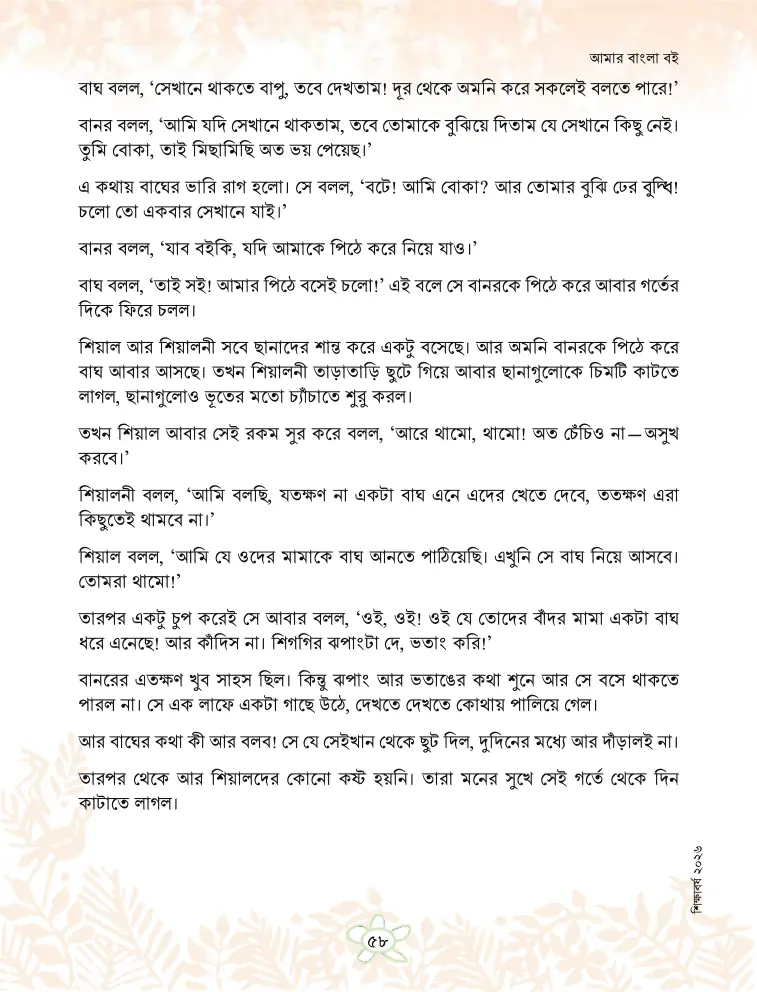 আমার বাংলা বই
বাঘ বলল, ‘সেখানে থাকতে বাপু, তবে দেখতাম! দূর থেকে অমনি করে সকলেই বলতে পারে!’
বানর বলল, ‘আমি যদি সেখানে থাকতাম, তবে তোমাকে বুঝিয়ে দিতাম যে সেখানে কিছু নেই।
তুমি বোকা, তাই মিছামিছি অত ভয় পেয়েছ।’
এ কথায় বাঘের ভারি রাগ হলো। সে বলল, ‘বটে! আমি বোকা? আর তোমার বুঝি ঢের বুদ্ধি!
চলো তো একবার সেখানে যাই।’
বানর বলল, ‘যাব বইকি, যদি আমাকে পিঠে করে নিয়ে যাও।’
বাঘ বলল, ‘তাই সই! আমার পিঠে বসেই চলো!’ এই বলে সে বানরকে পিঠে করে আবার গর্তের
দিকে ফিরে চলল।
শিয়াল আর শিয়ালনী সবে ছানাদের শান্ত করে একটু বসেছে। আর অমনি বানরকে পিঠে করে
বাঘ আবার আসছে। তখন শিয়ালনী তাড়াতাড়ি ছুটে গিয়ে আবার ছানাগুলোকে চিমটি কাটতে
লাগল, ছানাগুলোও ভূতের মতো চ্যাঁচাতে শুরু করল।
তখন শিয়াল আবার সেই রকম সুর করে বলল, ‘আরে থামো, থামো! অত চেঁচিও না—অসুখ
করবে।’
শিয়ালনী বলল, ‘আমি বলছি, যতক্ষণ না একটা বাঘ এনে এদের খেতে দেবে, ততক্ষণ এরা
কিছুতেই থামবে না।’
শিয়াল বলল, ‘আমি যে ওদের মামাকে বাঘ আনতে পাঠিয়েছি। এখুনি সে বাঘ নিয়ে আসবে।
তোমরা থামো!’
তারপর একটু চুপ করেই সে আবার বলল, ‘ওই, ওই! ওই যে তোদের বাঁদর মামা একটা বাঘ
ধরে এনেছে! আর কাঁদিস না। শিগগির ঝপাংটা দে, ভতাং করি!’
বানরের এতক্ষণ খুব সাহস ছিল। কিন্তু ঝপাং আর ভতাঙের কথা শুনে আর সে বসে থাকতে
পারল না। সে এক লাফে একটা গাছে উঠে, দেখতে দেখতে কোথায় পালিয়ে গেল।
আর বাঘের কথা কী আর বলব! সে যে সেইখান থেকে ছুট দিল, দুদিনের মধ্যে আর দাঁড়ালই না।
তারপর থেকে আর শিয়ালদের কোনো কষ্ট হয়নি। তারা মনের সুখে সেই গর্তে থেকে দিন
কাটাতে লাগল।
শিক্ষাবর্ষ ২০২৬
৫৮